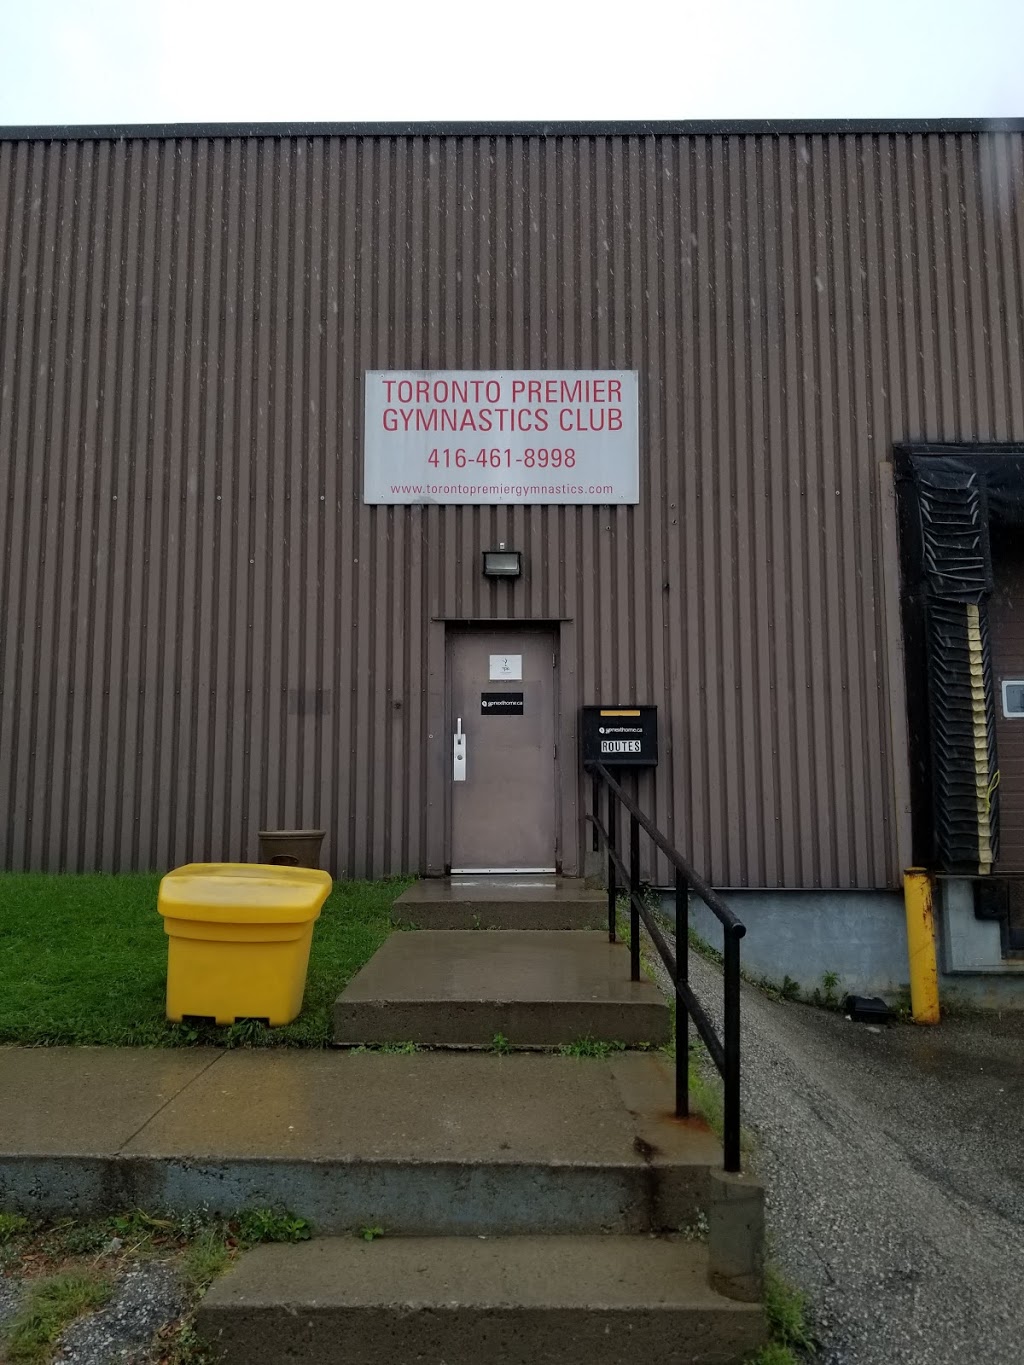 TORONTO PREMIER
GYMNASTICS CLUB
416-461-8998
www.torontopremiergymnastics.com
ROUTES